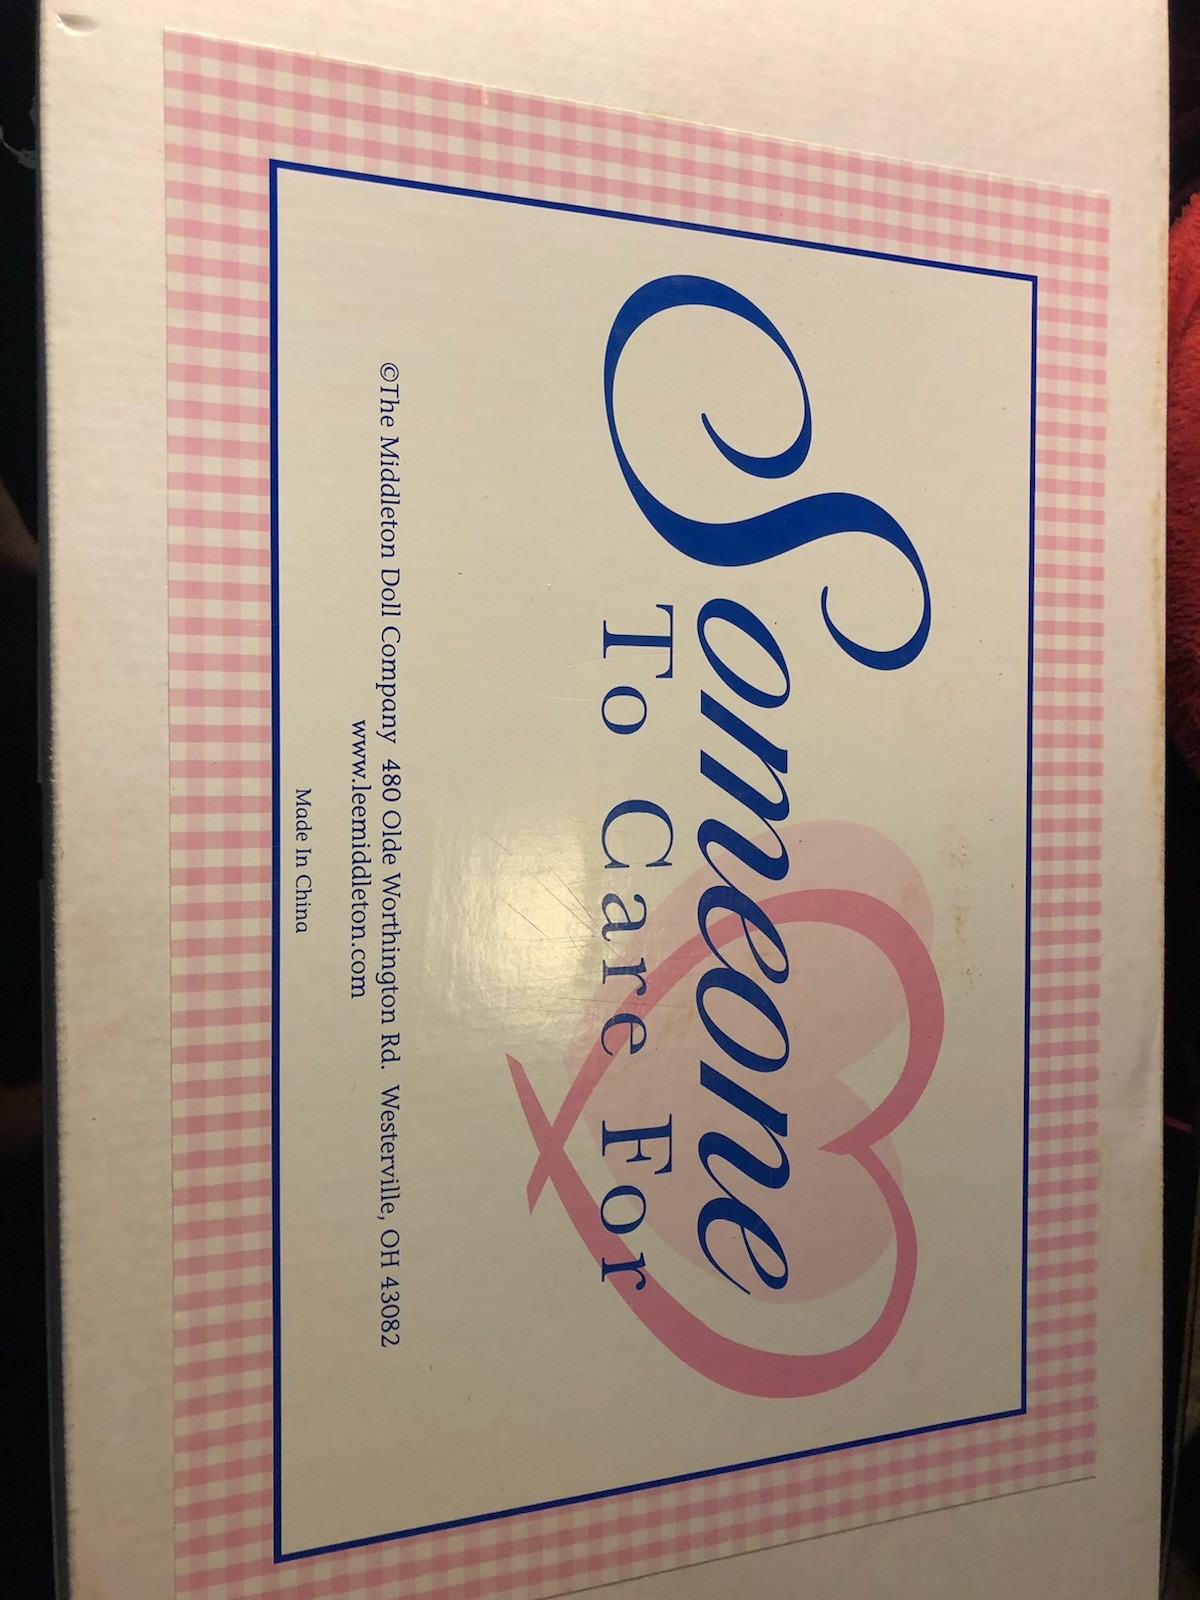 Someone
To Care For
©The Middleton Doll Company 480 Olde Worthington Rd. Westerville, OH 43082
www.leemiddleton.com
Made In China